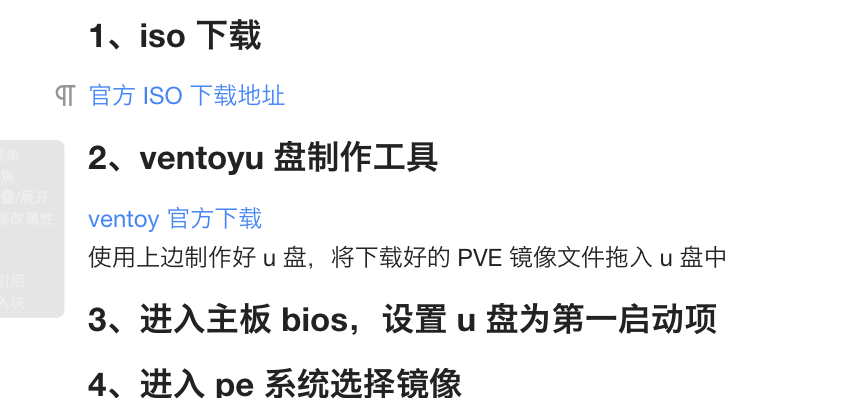 1、iso 下载
官方 ISO 下载地址
2、ventoyu 盘制作工具
ventoy 官方下载
使用上边制作好 u 盘，将下载好的 PVE 镜像文件拖入 u 盘中
3、进入主板 bios，设置 u 盘为第一启动项
4、进入 pe 系统选择镜像
单
焦
叠/展开
修改属性
引用
入块